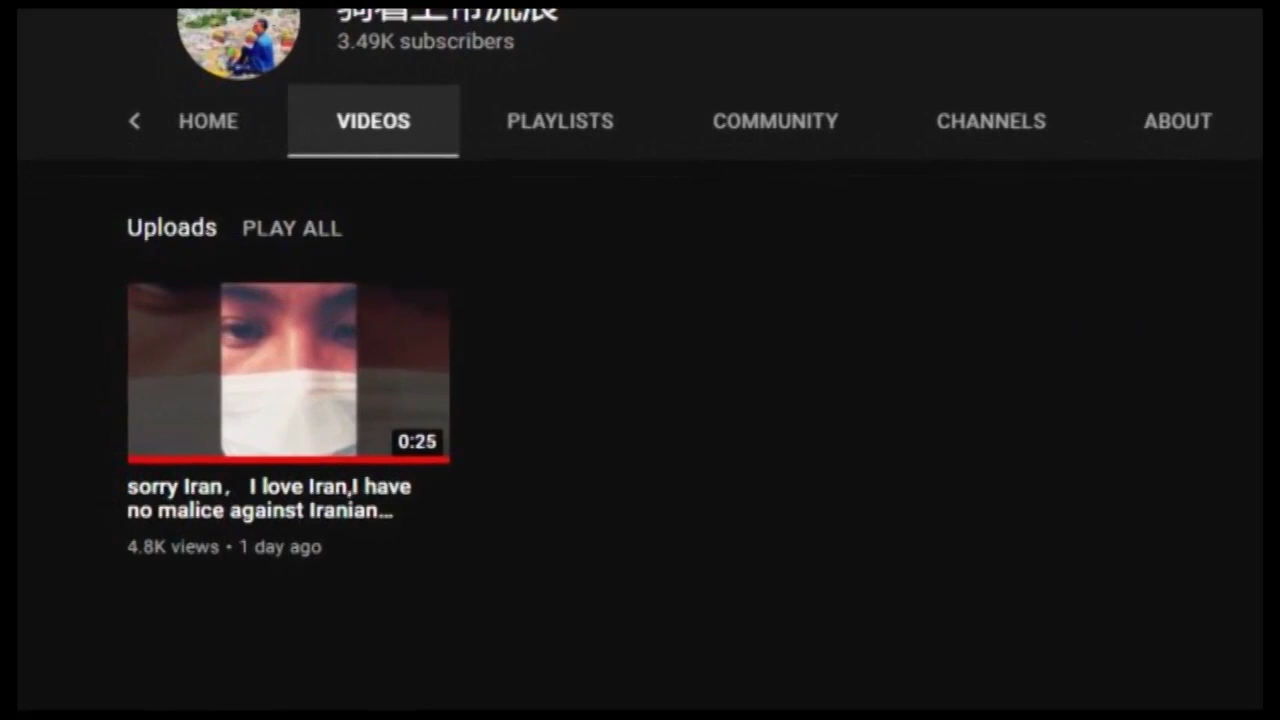 3.49K subscribers
HOME
VIDEOS
PLAYLISTS
COMMUNITY
CHANNELS
ABOUT
Uploads PLAY ALL
0:25
sorry Iran， I love Iran,I have
no malice against Iranian...
4.8K views • 1 day ago